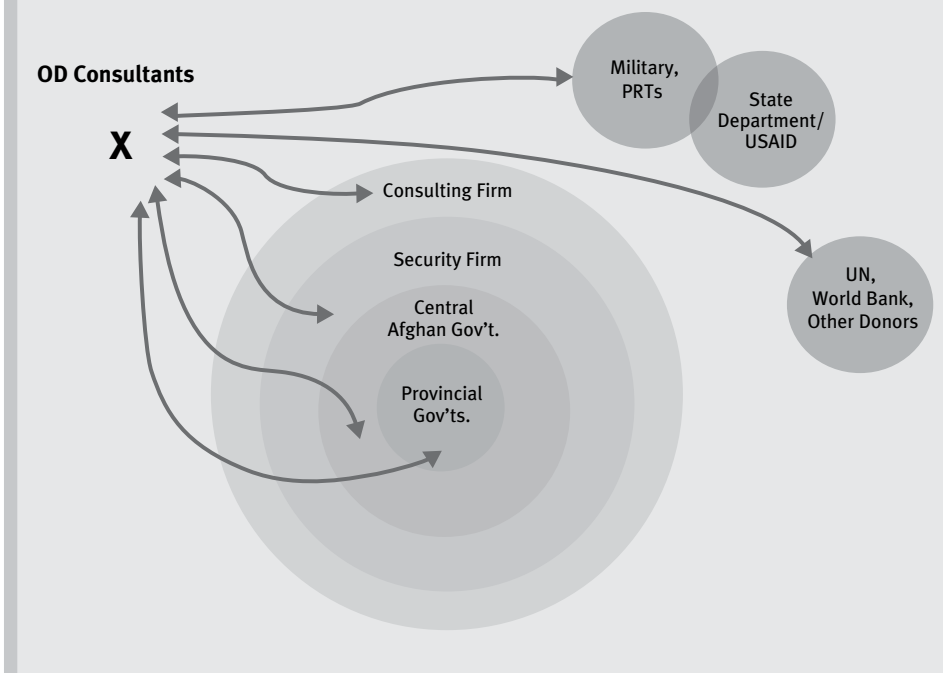 OD Consultants
X
Military,
PRTs
State
Department/
USAID
Consulting Firm
Security Firm
Central
Afghan Gov't.
Provincial
Gov'ts.
UN,
World Bank,
Other Donors